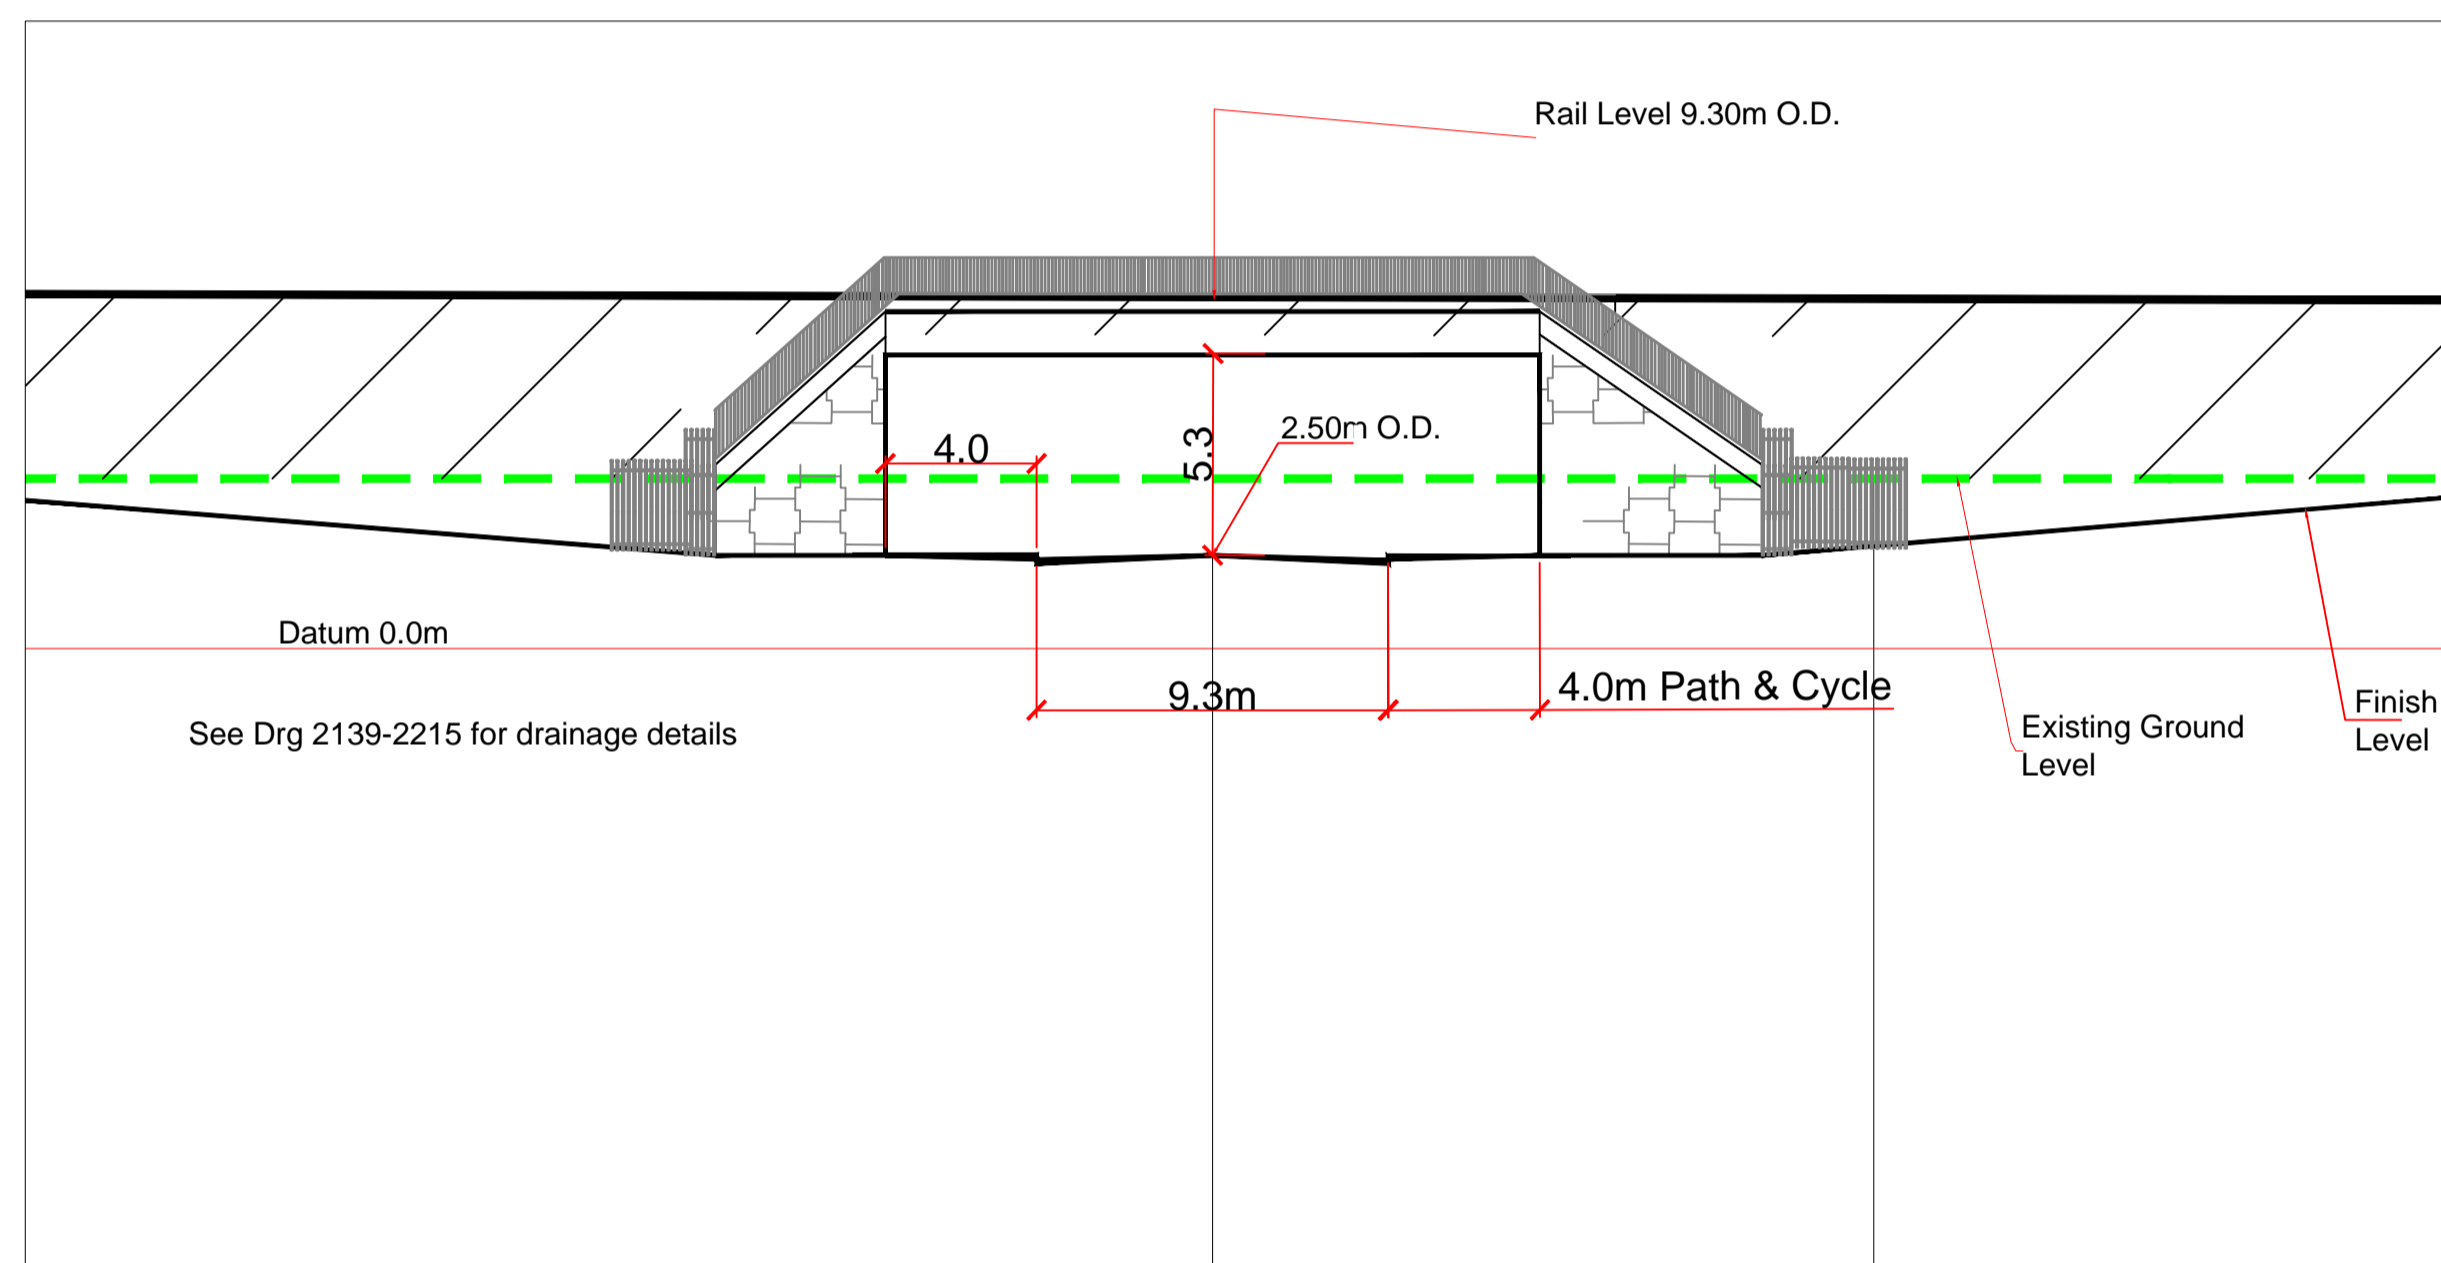 Rail Level 9.30m O.D.
2.50m O.D.
4.0
5.3
Datum 0.0m
9.3m
4.0m Path & Cycle
See Drg 2139-2215 for drainage details
Existing Ground
Level
Finish
Level